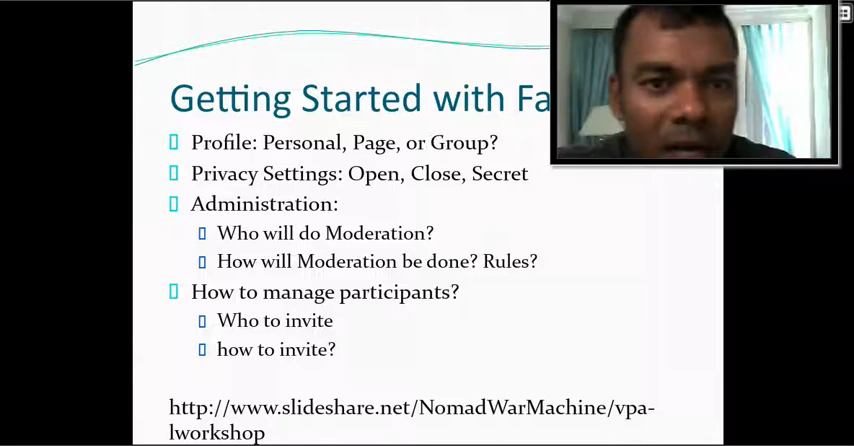 Getting Started with Fa
Profile: Personal, Page, or Group?
Privacy Settings: Open, Close, Secret
Administration:
Who will do Moderation?
How will Moderation be done? Rules?
How to manage participants?
Who to invite
how to invite?
http://www.slideshare.net/NomadWarMachine/vpa-
lworkshop